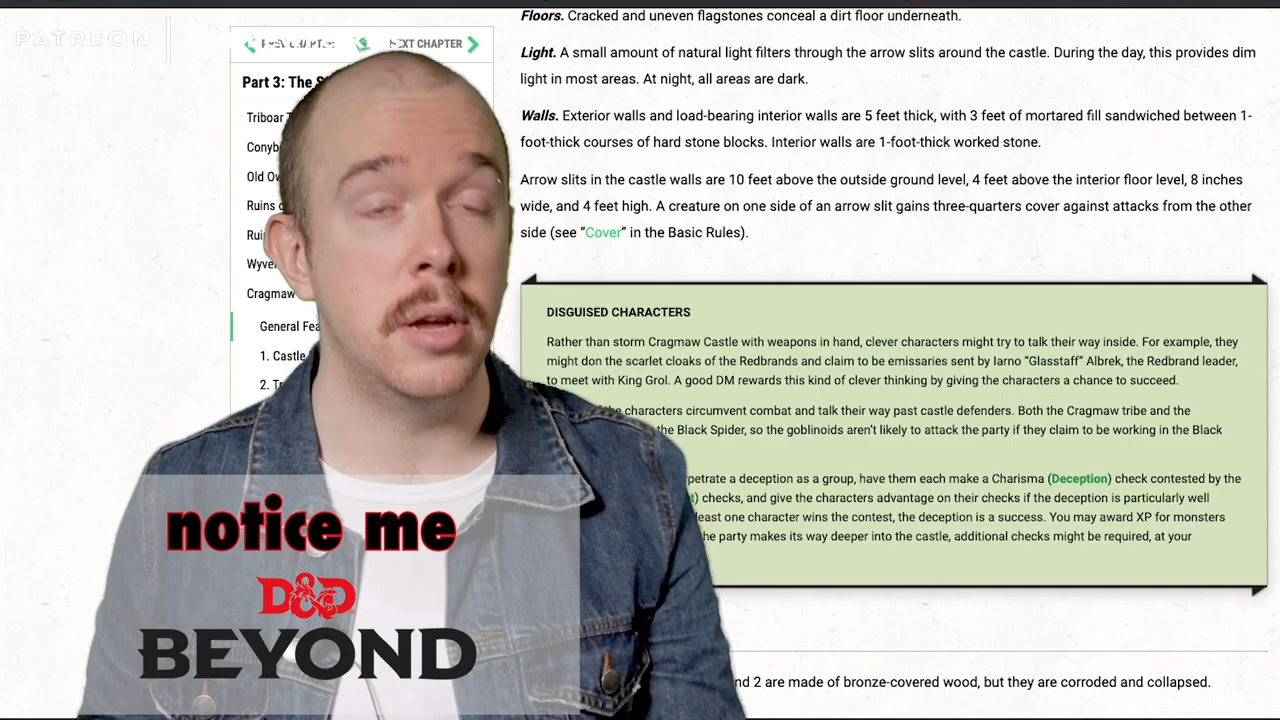 PATREON
PREV CHAPTER
NEXT CHAPTER
Part 3: The S
Triboar T
Conyb
Old Ow
Ruins o
Ruin
Wyver
Cragmaw
General Fea
1. Castle
2. Tr
Floors. Cracked and uneven flagstones conceal a dirt floor underneath.
Light. A small amount of natural light filters through the arrow slits around the castle. During the day, this provides dim
light in most areas. At night, all areas are dark.
Walls. Exterior walls and load-bearing interior walls are 5 feet thick, with 3 feet of mortared fill sandwiched between 1-
foot-thick courses of hard stone blocks. Interior walls are 1-foot-thick worked stone.
Arrow slits in the castle walls are 10 feet above the outside ground level, 4 feet above the interior floor level, 8 inches
wide, and 4 feet high. A creature on one side of an arrow slit gains three-quarters cover against attacks from the other
side (see “Cover” in the Basic Rules).
DISGUISED CHARACTERS
Rather than storm Cragmaw Castle with weapons in hand, clever characters might try to talk their way inside. For example, they
might don the scarlet cloaks of the Redbrands and claim to be emissaries sent by Iarno “Glasstaff” Albrek, the Redbrand leader,
to meet with King Grol. A good DM rewards this kind of clever thinking by giving the characters a chance to succeed.
the characters circumvent combat and talk their way past castle defenders. Both the Cragmaw tribe and the
the Black Spider, so the goblinoids aren’t likely to attack the party if they claim to be working in the Black
petrate a deception as a group, have them each make a Charisma (Deception) check contested by the
t) checks, and give the characters advantage on their checks if the deception is particularly well
least one character wins the contest, the deception is a success. You may award XP for monsters
the party makes its way deeper into the castle, additional checks might be required, at your
nd 2 are made of bronze-covered wood, but they are corroded and collapsed.
notice me
D&D
BEYOND